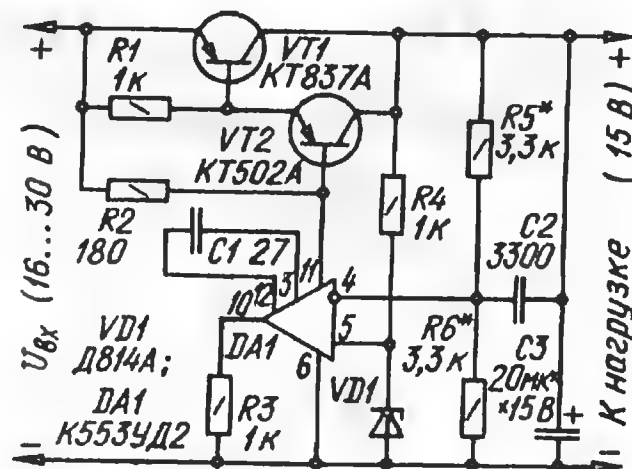 +
R1
1к
VT1
КТ837А
+
Uвх (16...30 В)
VT2
КТ502А
R5*
3,3к
R2
180
R4
1к
C1 27
C2
3300
10 12 3 11 4
5
6
DA1
R6*
3,3к
C3
20мк×
×15В
+
VD1
Д814А;
DA1
К553УД2
R3
1к
VD1
К нагрузке (15 В)
−
−